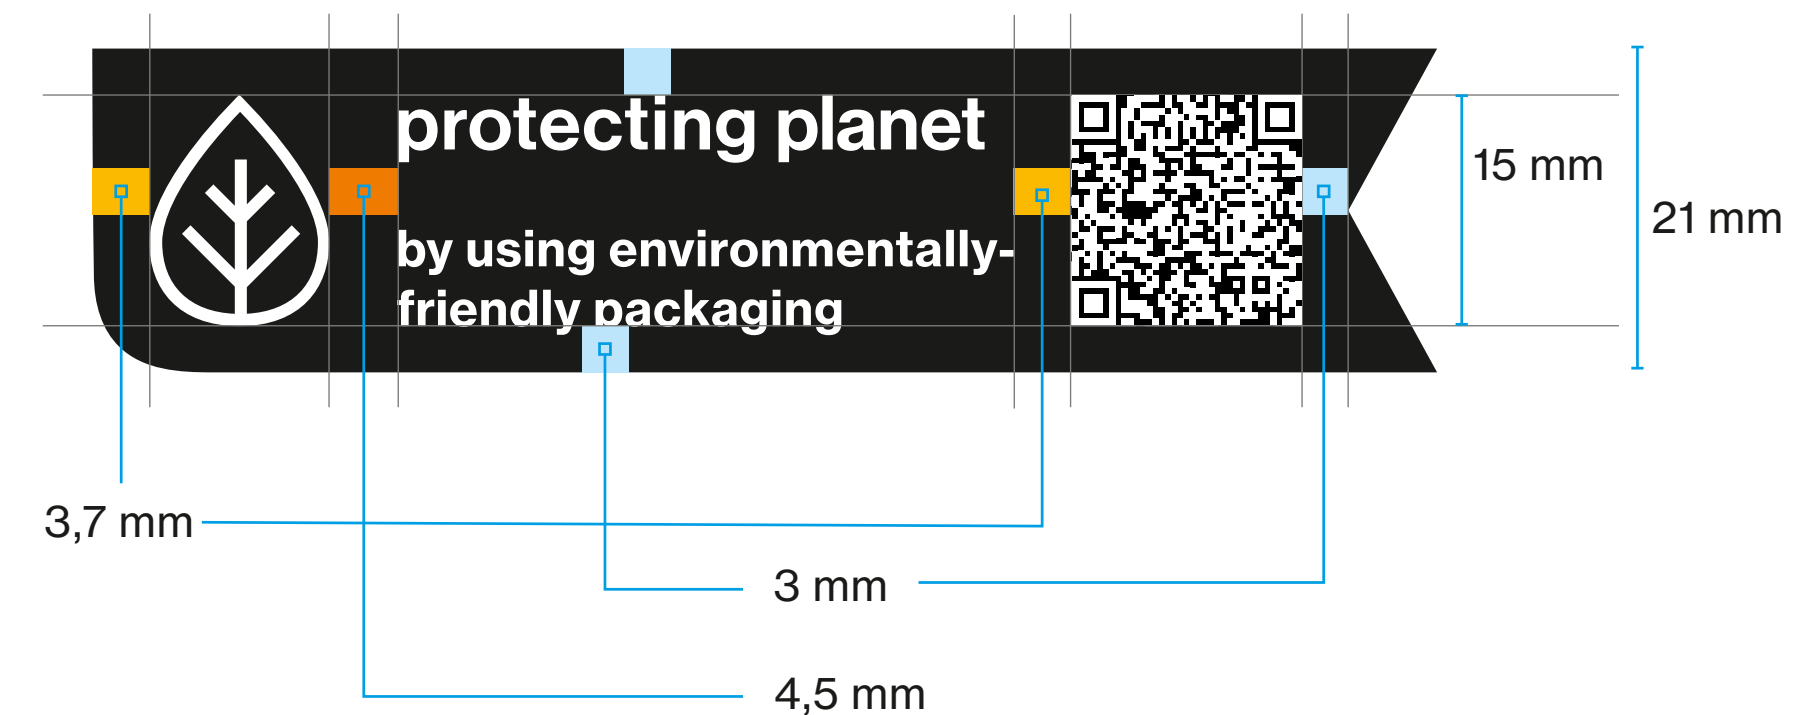 protecting planet
by using environmentally-
friendly packaging
15 mm
21 mm
3,7 mm
3 mm
4,5 mm